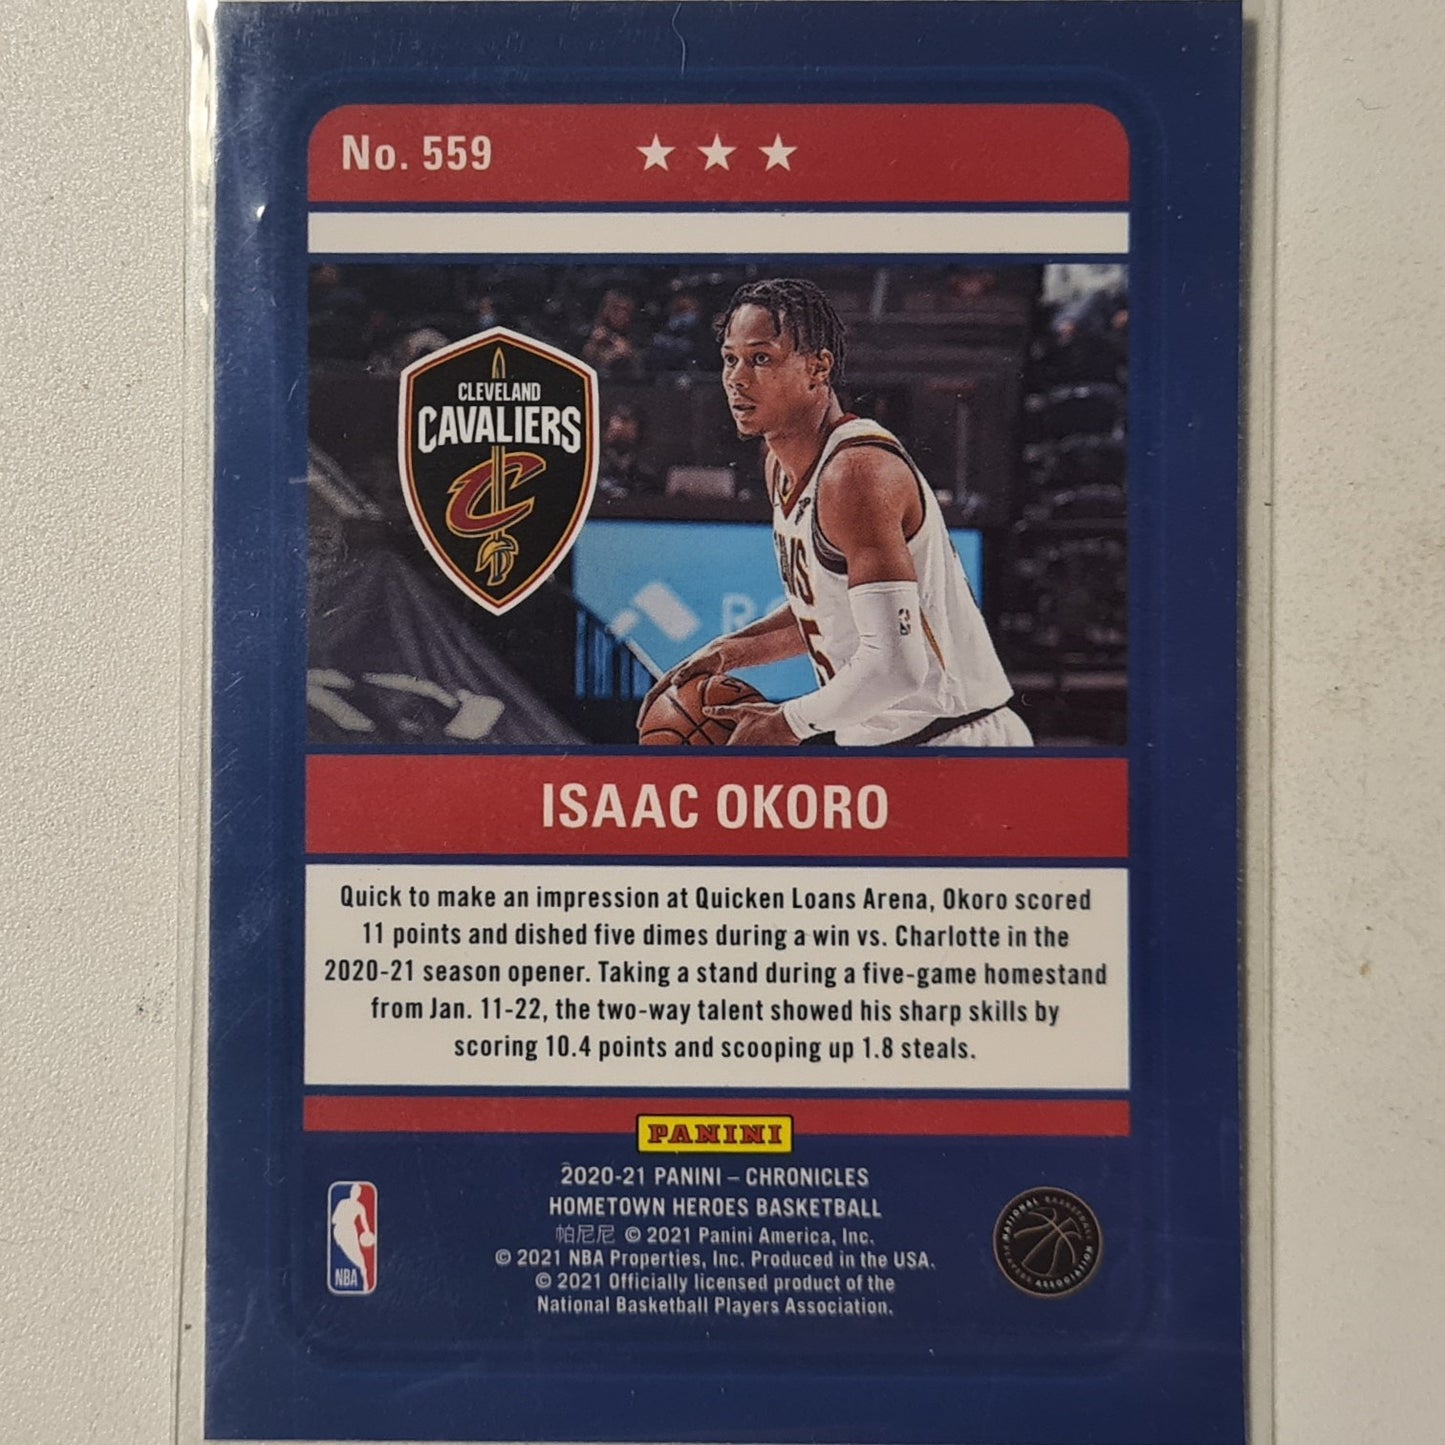 No. 559 ★ ★ ★
CLEVELAND
CAVALIERS
ISAAC OKORO
Quick to make an impression at Quicken Loans Arena, Okoro scored
11 points and dished five dimes during a win vs. Charlotte in the
2020-21 season opener. Taking a stand during a five-game homestand
from Jan. 11-22, the two-way talent showed his sharp skills by
scoring 10.4 points and scooping up 1.8 steals.
PANINI
2020-21 PANINI – CHRONICLES
HOMETOWN HEROES BASKETBALL
帕尼尼 © 2021 Panini America, Inc.
© 2021 NBA Properties, Inc. Produced in the USA.
© 2021 Officially licensed product of the
National Basketball Players Association.
NBA
NATIONAL BASKETBALL
PLAYERS ASSOCIATION